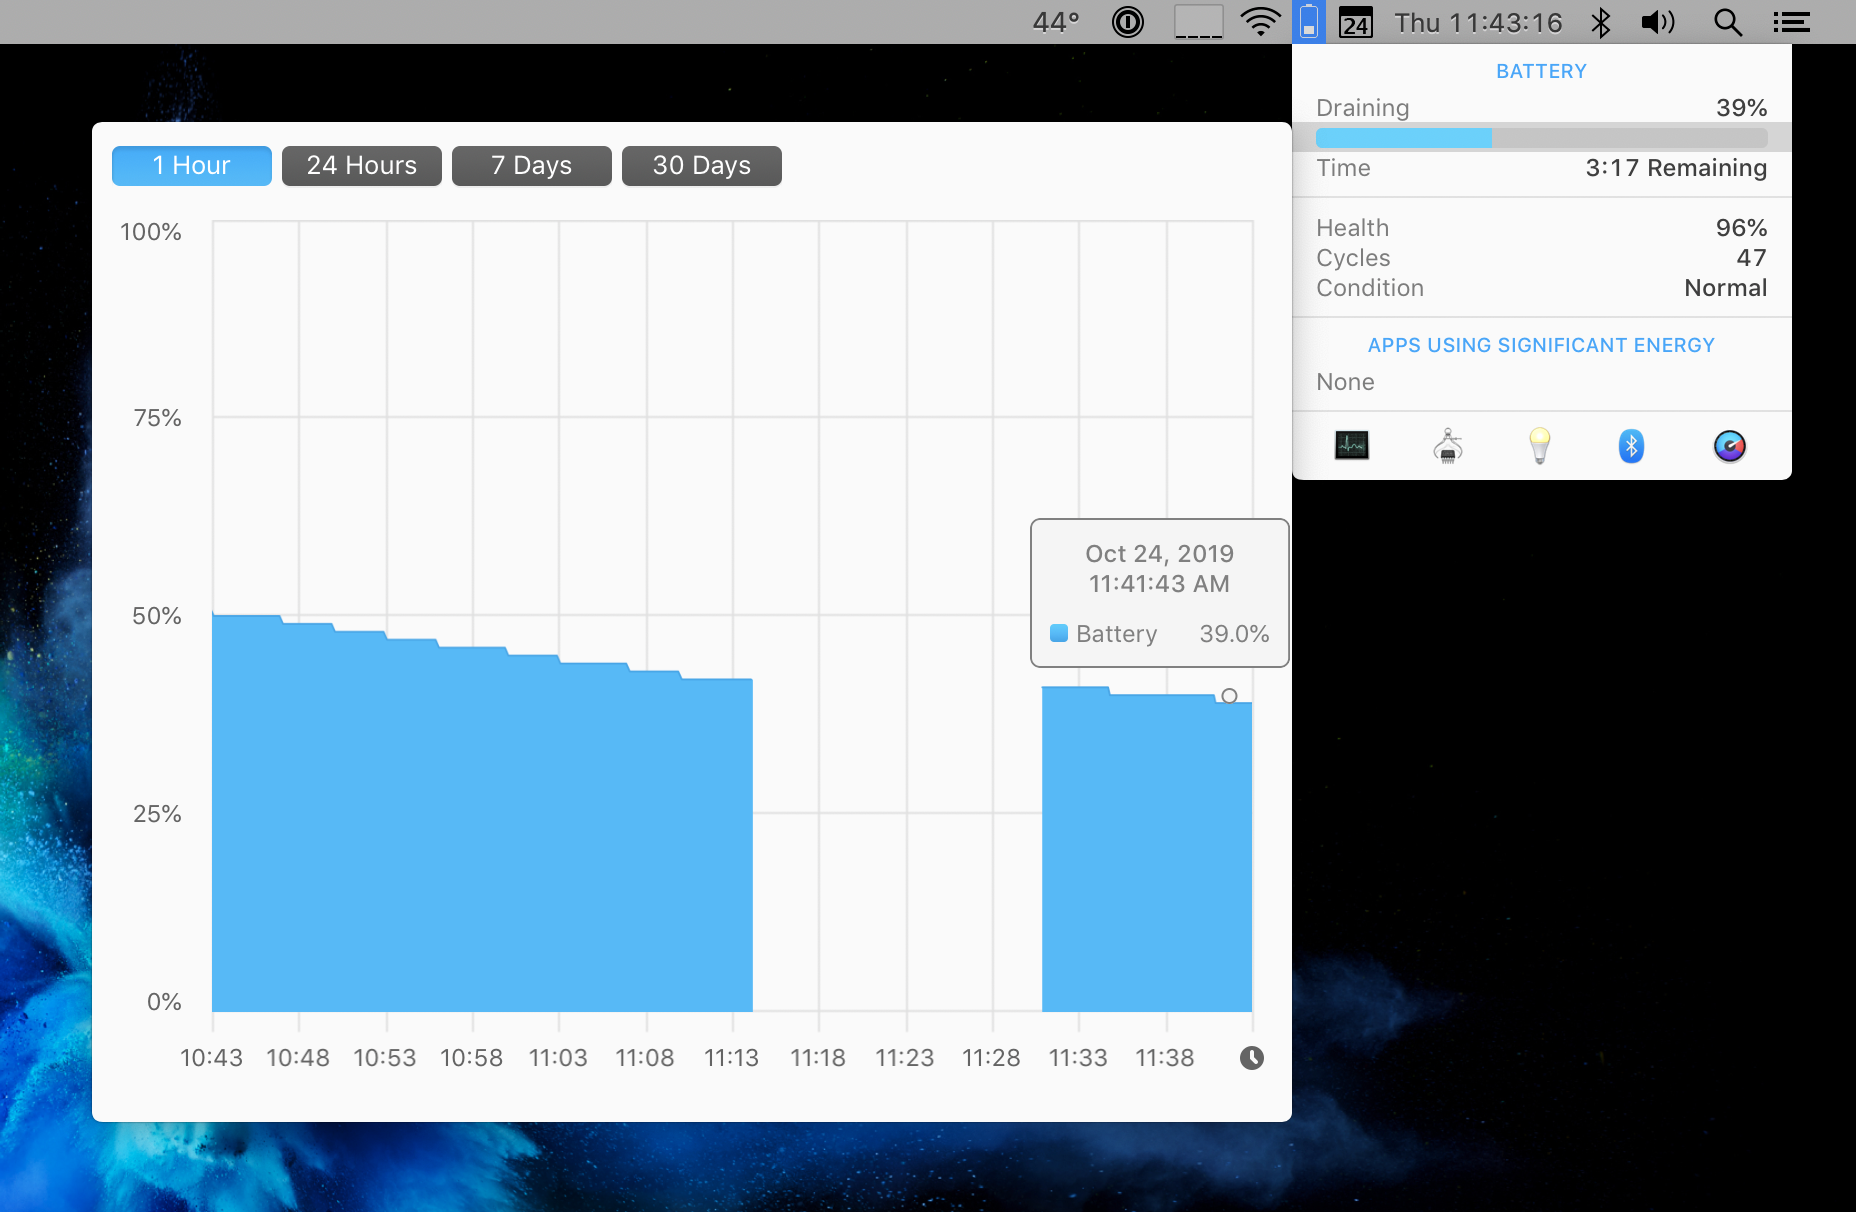 44° 24 Thu 11:43:16
BATTERY
Draining 39%
Time 3:17 Remaining
Health 96%
Cycles 47
Condition Normal
APPS USING SIGNIFICANT ENERGY
None
1 Hour 24 Hours 7 Days 30 Days
100%
75%
50%
25%
0%
Oct 24, 2019
11:41:43 AM
Battery 39.0%
10:43 10:48 10:53 10:58 11:03 11:08 11:13 11:18 11:23 11:28 11:33 11:38